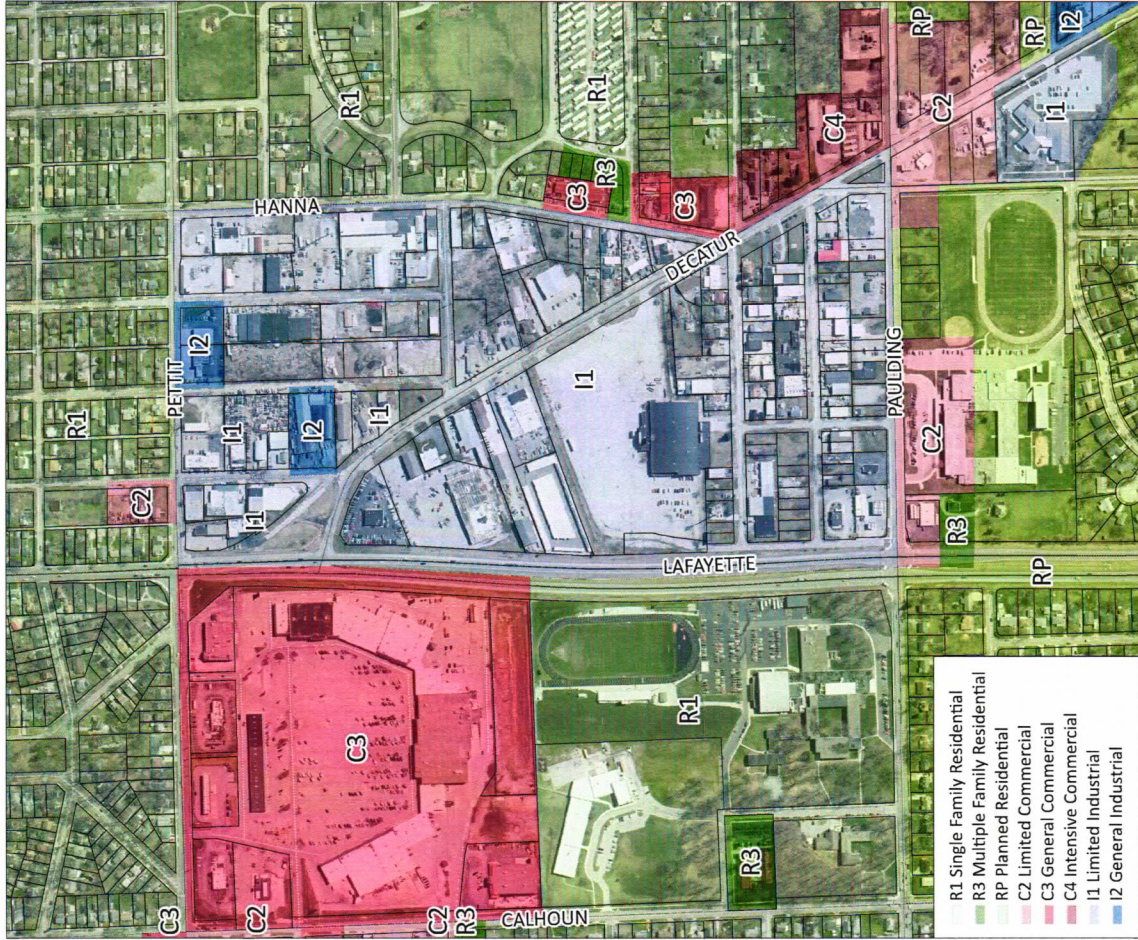 RP
I2
RP
R1
R1
C2
C4
I1
R3
C3
C3
HANNA
DECATUR
I2
PETTIT
PAULDING
I1
R1
I1
I2
I1
C2
C2
I1
R3
LAFAYETTE
RP
R1
C3
R3
C3
C2
C2
R3
CALHOUN
R1 Single Family Residential
R3 Multiple Family Residential
RP Planned Residential
C2 Limited Commercial
C3 General Commercial
C4 Intensive Commercial
I1 Limited Industrial
I2 General Industrial